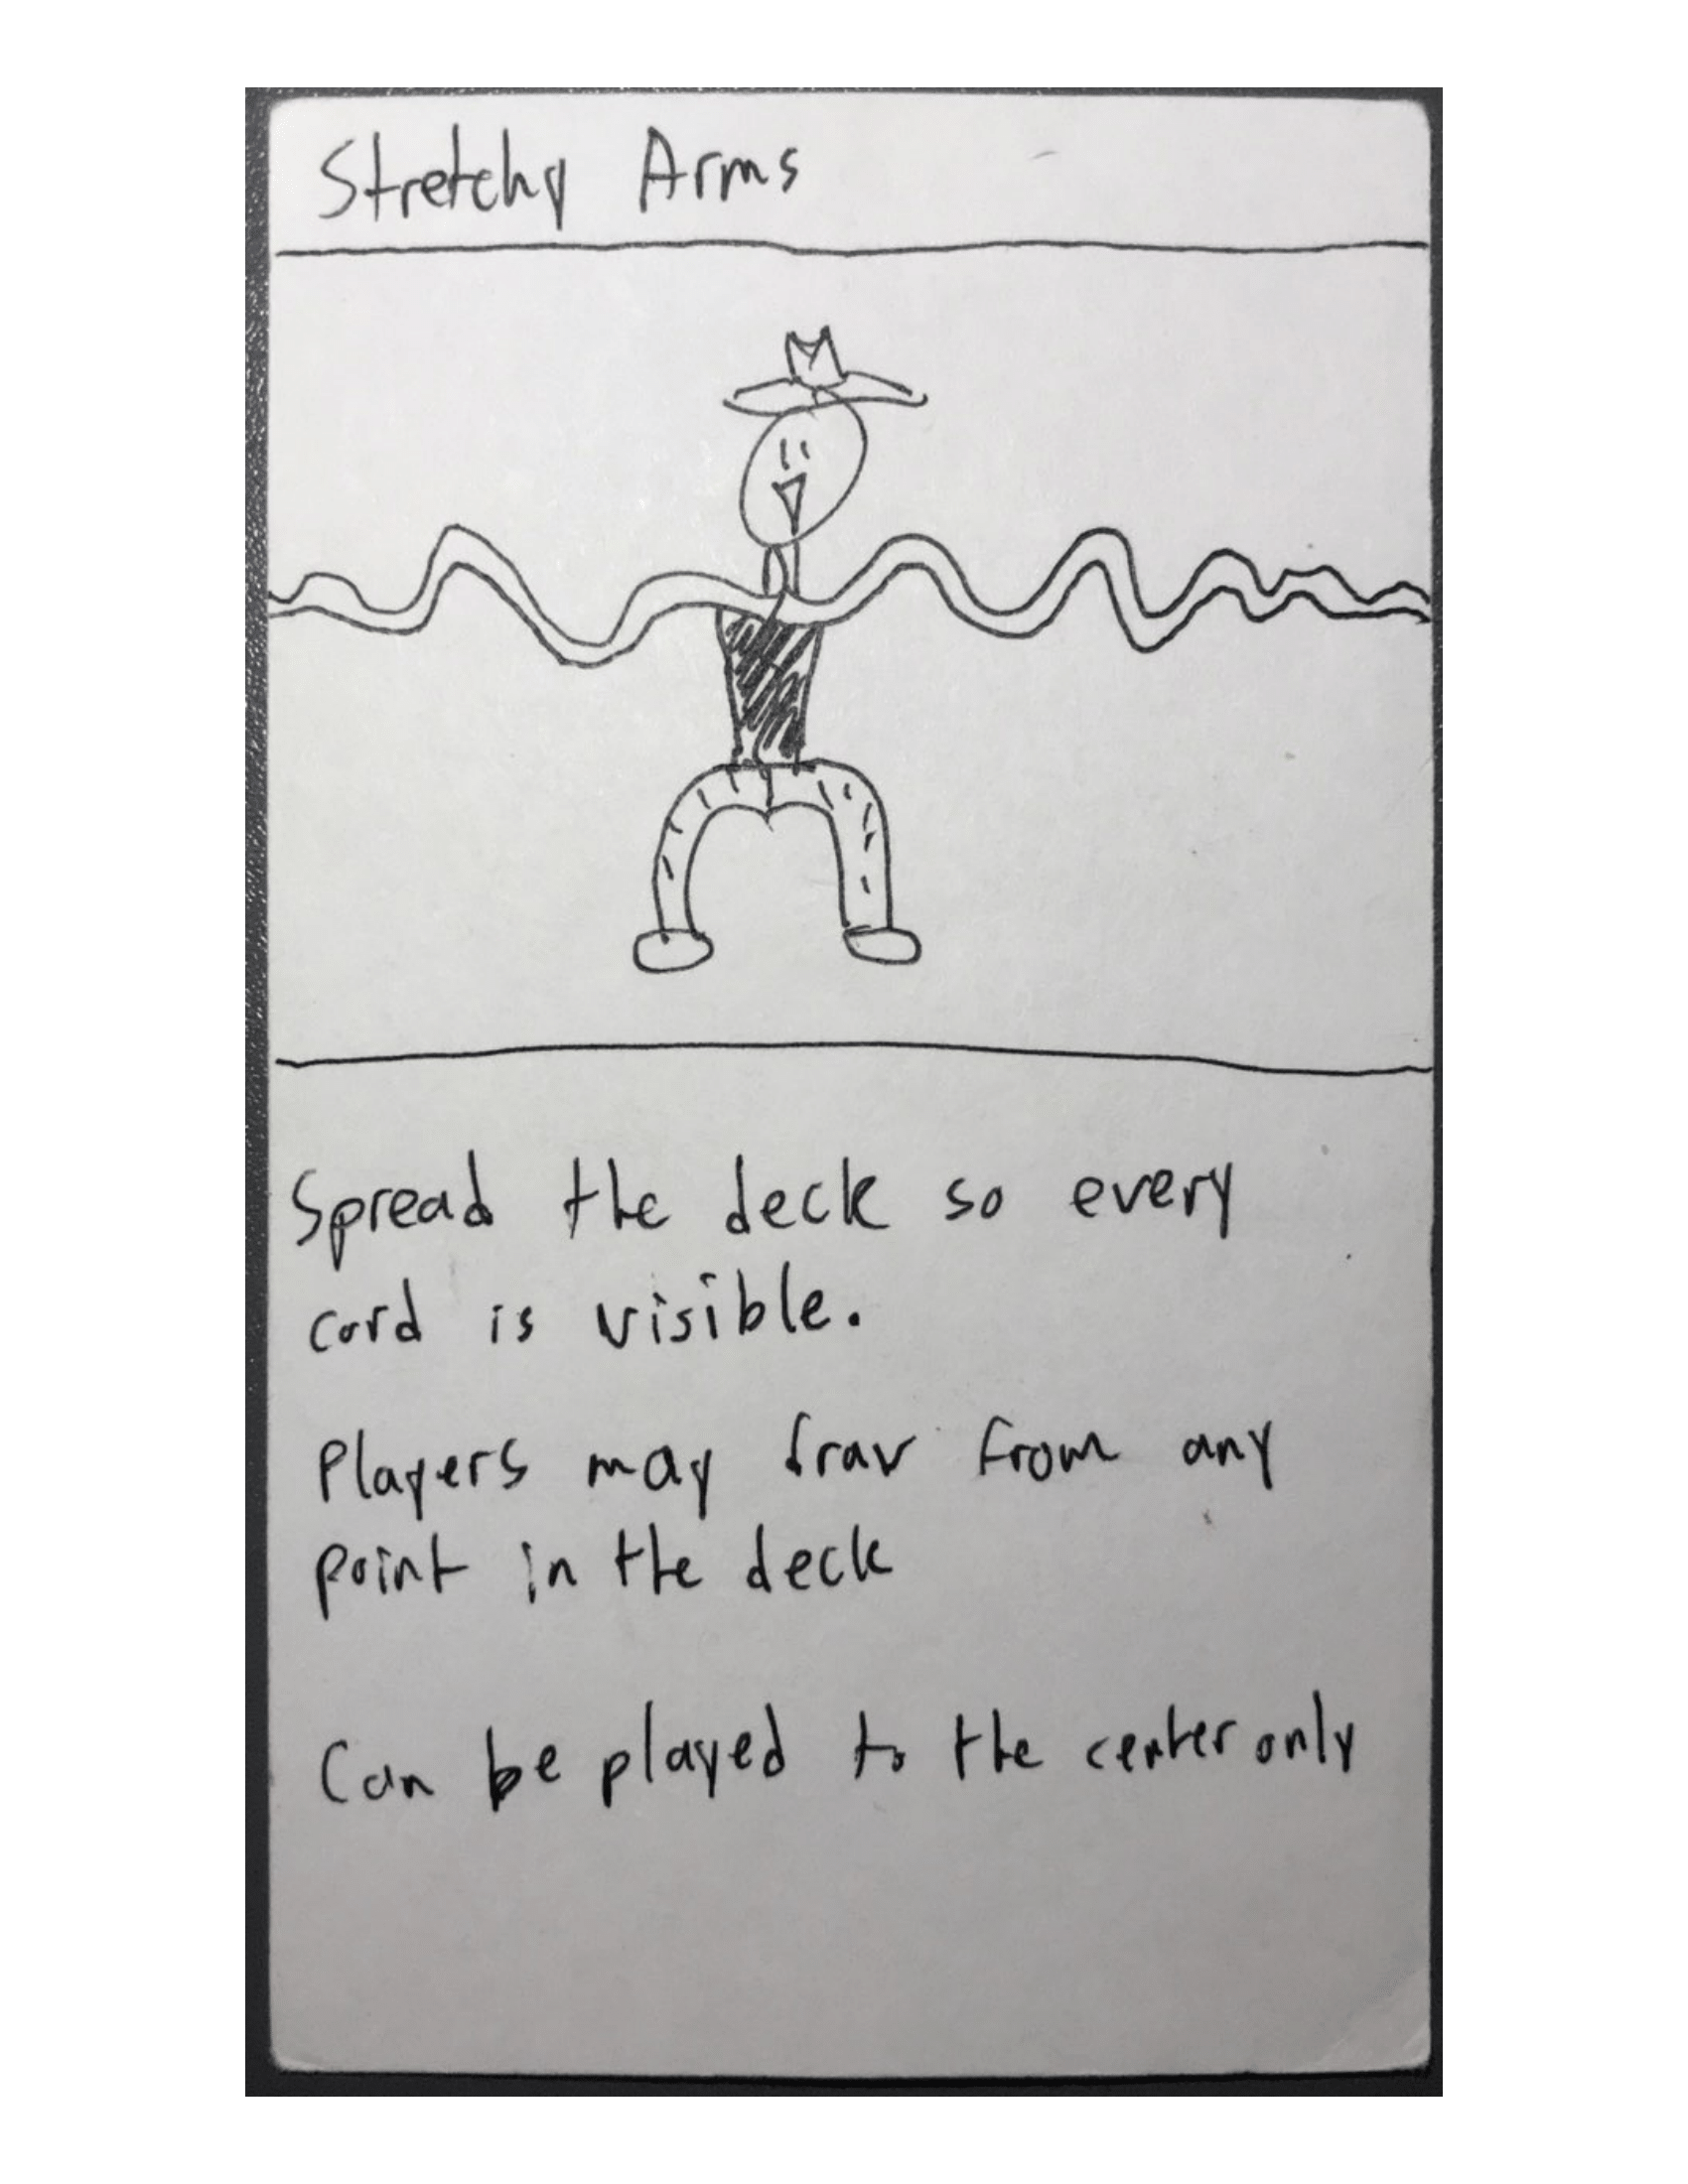 Stretchy Arms
Spread the deck so every
card is visible.
Players may draw from any
point in the deck
Can be played to the center only